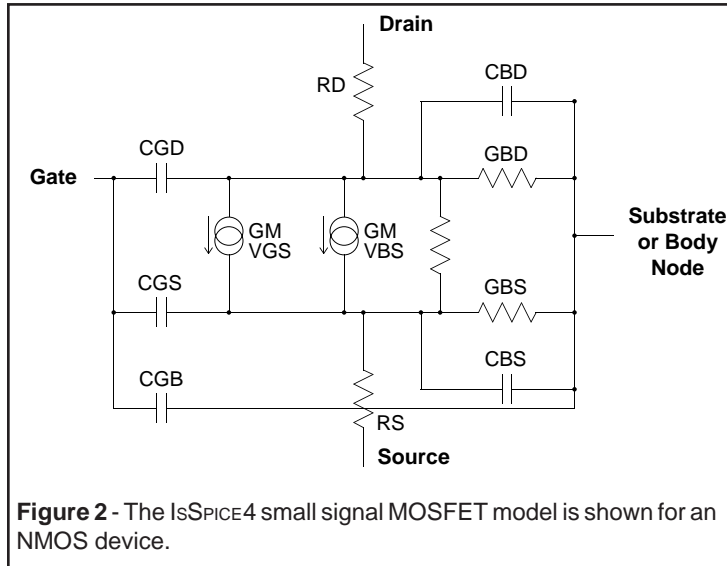 Drain
RD
CBD
CGD
GBD
Gate
GM
VGS
GM
VBS
Substrate
or Body
Node
CGS
GBS
CGB
CBS
RS
Source
Figure 2 - The IsSPICE4 small signal MOSFET model is shown for an
NMOS device.